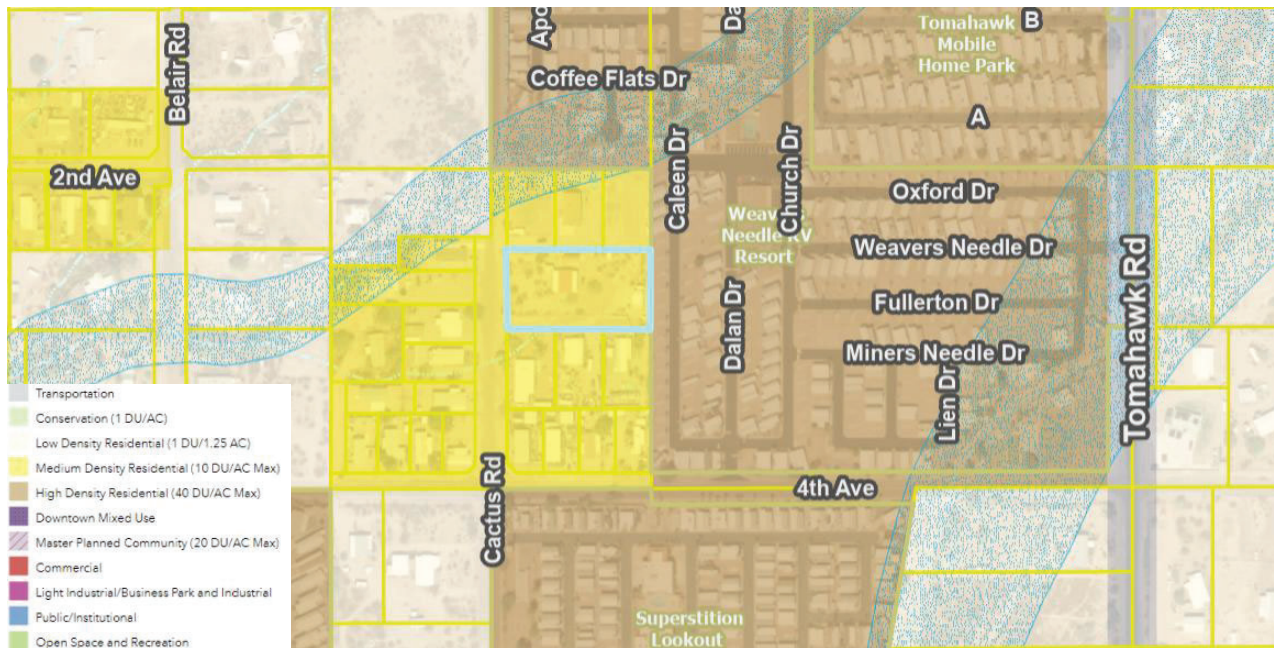 Apo
Da
B
Tomahawk
Mobile
Home Park
Belair Rd
Coffee Flats Dr
A
2nd Ave
Caleen Dr
Church Dr
Oxford Dr
Weavers
Needle RV
Resort
Weavers Needle Dr
Tomahawk Rd
Dalan Dr
Fullerton Dr
Miners Needle Dr
Lien Dr
Cactus Rd
4th Ave
Superstition
Lookout
Transportation
Conservation (1 DU/AC)
Low Density Residential (1 DU/1.25 AC)
Medium Density Residential (10 DU/AC Max)
High Density Residential (40 DU/AC Max)
Downtown Mixed Use
Master Planned Community (20 DU/AC Max)
Commercial
Light Industrial/Business Park and Industrial
Public/Institutional
Open Space and Recreation